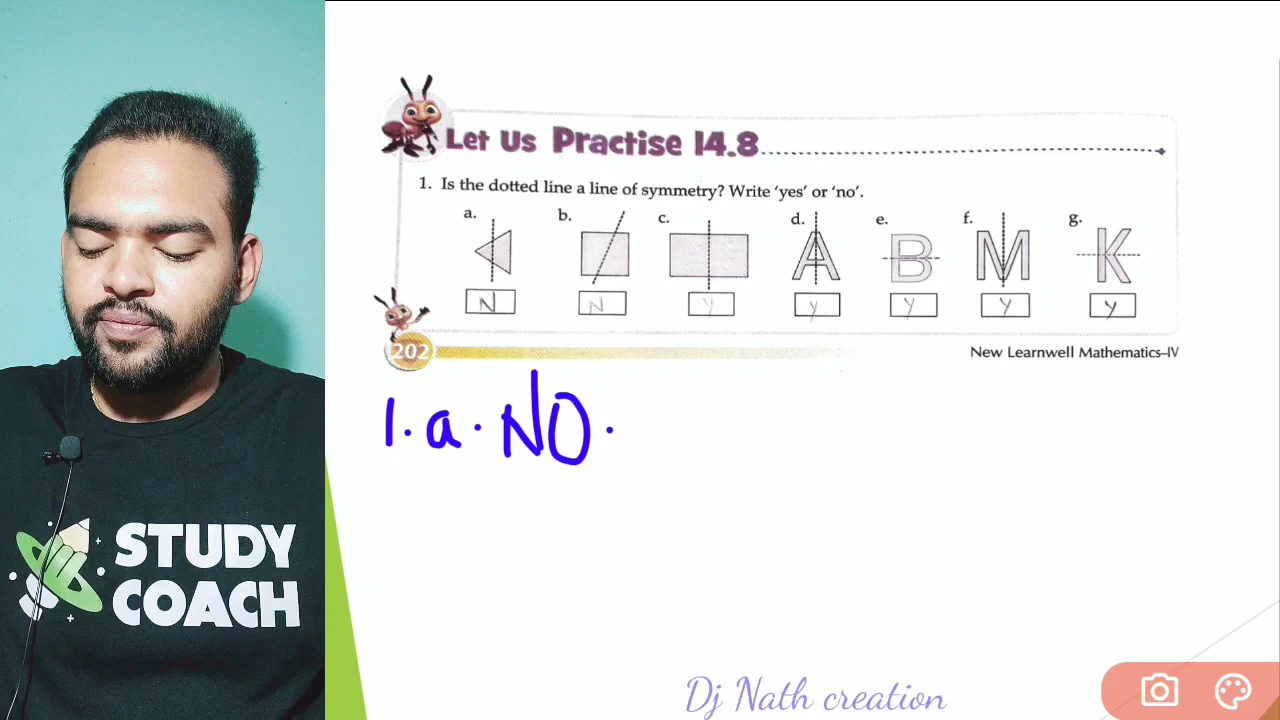 Let Us Practise 14.8
1. Is the dotted line a line of symmetry? Write ‘yes’ or ‘no’.
a. b. c. d. e. f. g.
A B M K
N N Y Y Y Y Y
202 New Learnwell Mathematics–IV
1. a. NO.
STUDY
COACH
Dj Nath creation